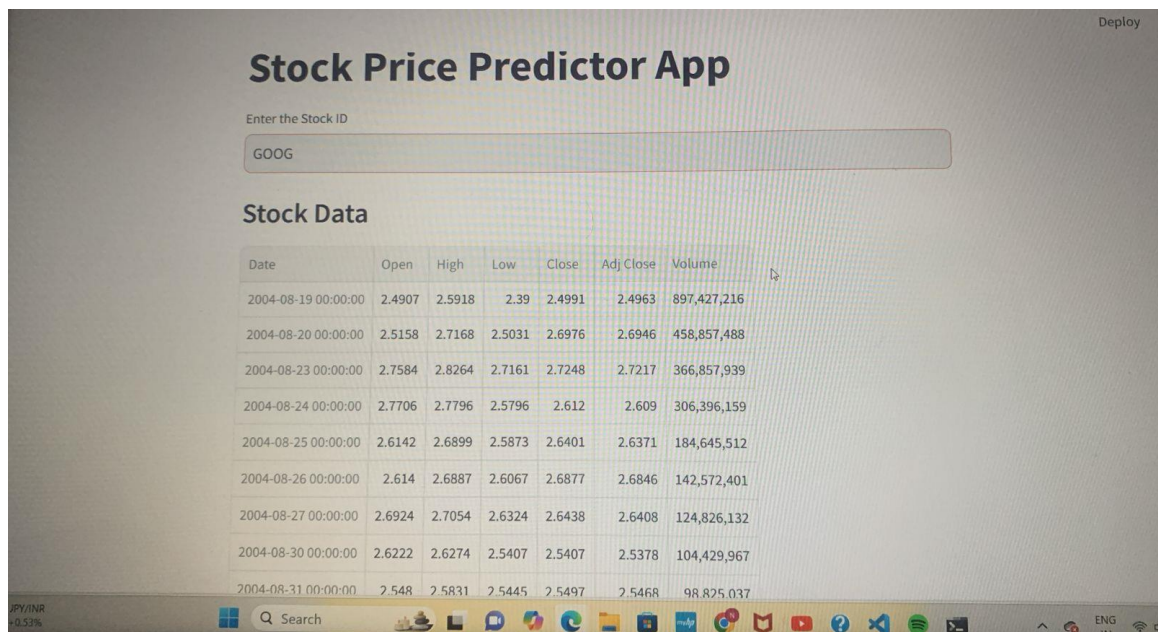 Deploy
Stock Price Predictor App
Enter the Stock ID
GOOG
Stock Data
Date Open High Low Close Adj Close Volume
2004-08-19 00:00:00 2.4907 2.5918 2.39 2.4991 2.4963 897,427,216
2004-08-20 00:00:00 2.5158 2.7168 2.5031 2.6976 2.6946 458,857,488
2004-08-23 00:00:00 2.7584 2.8264 2.7161 2.7248 2.7217 366,857,939
2004-08-24 00:00:00 2.7706 2.7796 2.5796 2.612 2.609 306,396,159
2004-08-25 00:00:00 2.6142 2.6899 2.5873 2.6401 2.6371 184,645,512
2004-08-26 00:00:00 2.614 2.6887 2.6067 2.6877 2.6846 142,572,401
2004-08-27 00:00:00 2.6924 2.7054 2.6324 2.6438 2.6408 124,826,132
2004-08-30 00:00:00 2.6222 2.6274 2.5407 2.5407 2.5378 104,429,967
2004-08-31 00:00:00 2.548 2.5831 2.5445 2.5497 2.5468 98,825,037
JPY/INR
+0.53%
Search
ENG